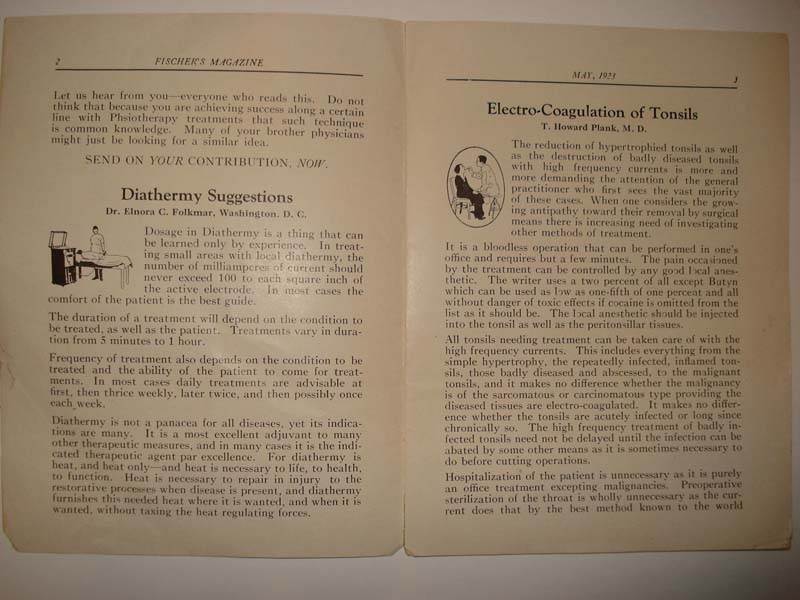 2
FISCHER'S MAGAZINE
Let us hear from you—everyone who reads this. Do not
think that because you are achieving success along a certain
line with Phsiotherapy treatments that such technique
is common knowledge. Many of your brother physicians
might just be looking for a similar idea.
SEND ON YOUR CONTRIBUTION, NOW.
Diathermy Suggestions
Dr. Elnora C. Folkmar, Washington, D. C.
Dosage in Diathermy is a thing that can
be learned only by experience. In treat-
ing small areas with local diathermy, the
number of milliamperes of current should
never exceed 100 to each square inch of
the active electrode. In most cases the
comfort of the patient is the best guide.
The duration of a treatment will depend on the condition to
be treated, as well as the patient. Treatments vary in dura-
tion from 5 minutes to 1 hour.
Frequency of treatment also depends on the condition to be
treated and the ability of the patient to come for treat-
ments. In most cases daily treatments are advisable at
first, then thrice weekly, later twice, and then possibly once
each week.
Diathermy is not a panacea for all diseases, yet its indica-
tions are many. It is a most excellent adjuvant to many
other therapeutic measures, and in many cases it is the indi-
cated therapeutic agent par excellence. For diathermy is
heat, and heat only—and heat is necessary to life, to health,
to function. Heat is necessary to repair in injury to the
restorative processes when disease is present, and diathermy
furnishes this needed heat where it is wanted, and when it is
wanted, without taxing the heat regulating forces.
MAY, 1923
3
Electro-Coagulation of Tonsils
T. Howard Plank, M. D.
The reduction of hypertrophied tonsils as well
as the destruction of badly diseased tonsils
with high frequency currents is more and
more demanding the attention of the general
practitioner who first sees the vast majority
of these cases. When one considers the grow-
ing antipathy toward their removal by surgical
means there is increasing need of investigating
other methods of treatment.
It is a bloodless operation that can be performed in one's
office and requires but a few minutes. The pain occasioned
by the treatment can be controlled by any good local anes-
thetic. The writer uses a two percent of all except Butyn
which can be used as low as one-fifth of one percent and all
without danger of toxic effects if cocaine is omitted from the
list as it should be. The local anesthetic should be injected
into the tonsil as well as the peritonsillar tissues.
All tonsils needing treatment can be taken care of with the
high frequency currents. This includes everything from the
simple hypertrophy, the repeatedly infected, inflamed ton-
sils, those badly diseased and abscessed, to the malignant
tonsils, and it makes no difference whether the malignancy
is of the sarcomatous or carcinomatous type providing the
diseased tissues are electro-coagulated. It makes no differ-
ence whether the tonsils are acutely infected or long since
chronically so. The high frequency treatment of badly in-
fected tonsils need not be delayed until the infection can be
abated by some other means as it is sometimes necessary to
do before cutting operations.
Hospitalization of the patient is unnecessary as it is purely
an office treatment excepting malignancies. Preoperative
sterilization of the throat is wholly unnecessary as the cur-
rent does that by the best method known to the world